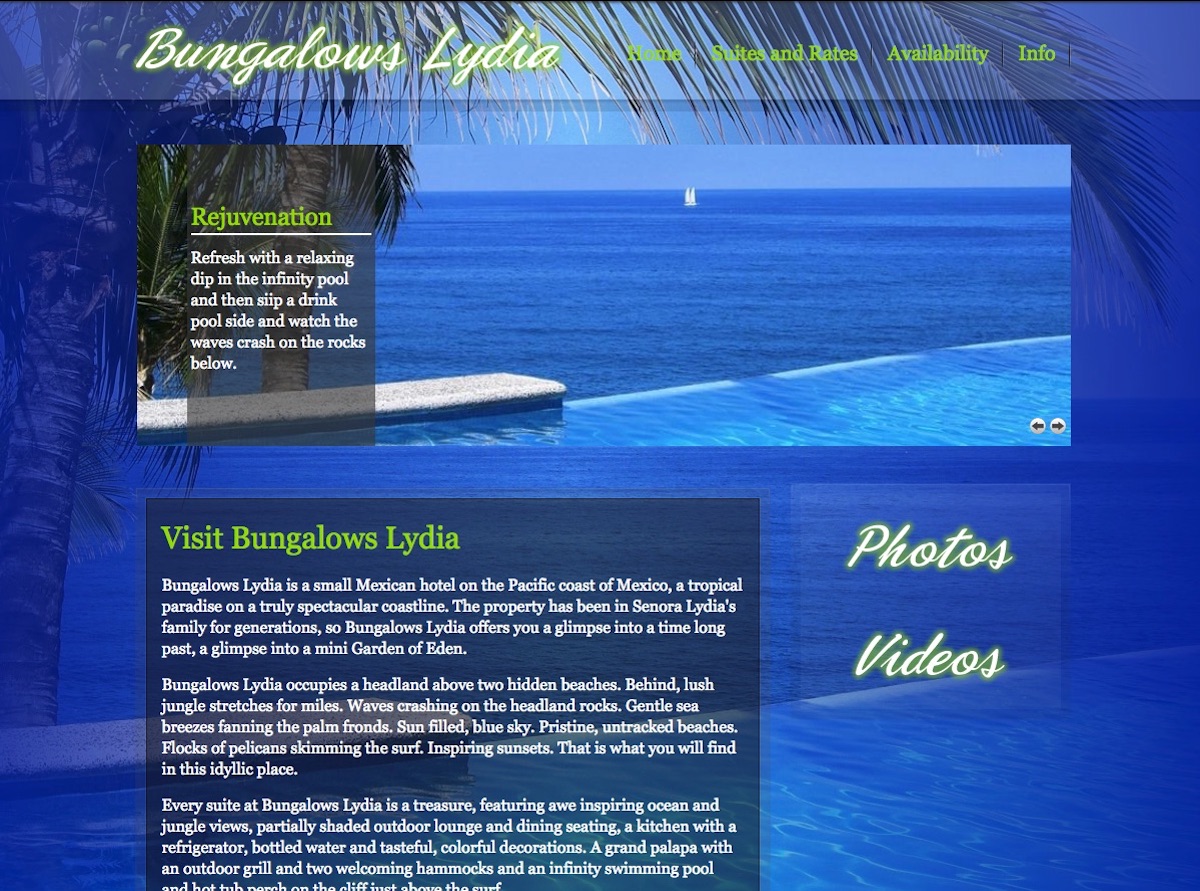 Bungalows Lydia
Home | Suites and Rates | Availability | Info |
Rejuvenation
Refresh with a relaxing
dip in the infinity pool
and then siip a drink
pool side and watch the
waves crash on the rocks
below.
Visit Bungalows Lydia
Bungalows Lydia is a small Mexican hotel on the Pacific coast of Mexico, a tropical
paradise on a truly spectacular coastline. The property has been in Senora Lydia's
family for generations, so Bungalows Lydia offers you a glimpse into a time long
past, a glimpse into a mini Garden of Eden.
Bungalows Lydia occupies a headland above two hidden beaches. Behind, lush
jungle stretches for miles. Waves crashing on the headland rocks. Gentle sea
breezes fanning the palm fronds. Sun filled, blue sky. Pristine, untracked beaches.
Flocks of pelicans skimming the surf. Inspiring sunsets. That is what you will find
in this idyllic place.
Every suite at Bungalows Lydia is a treasure, featuring awe inspiring ocean and
jungle views, partially shaded outdoor lounge and dining seating, a kitchen with a
refrigerator, bottled water and tasteful, colorful decorations. A grand palapa with
an outdoor grill and two welcoming hammocks and an infinity swimming pool
and hot tub perch on the cliff just above the surf.
Photos
Videos